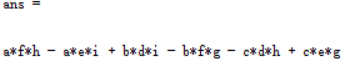 ans =
a*f*h - a*e*i + b*d*i - b*f*g - c*d*h + c*e*g